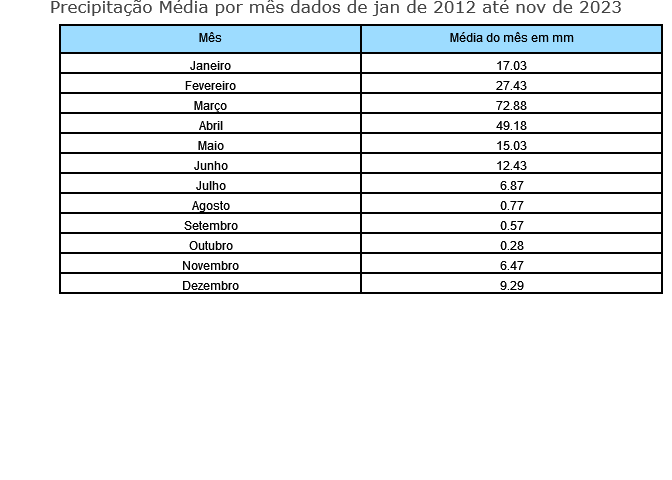 Precipitação Média por mês dados de jan de 2012 até nov de 2023
Mês Média do mês em mm
Janeiro 17.03
Fevereiro 27.43
Março 72.88
Abril 49.18
Maio 15.03
Junho 12.43
Julho 6.87
Agosto 0.77
Setembro 0.57
Outubro 0.28
Novembro 6.47
Dezembro 9.29